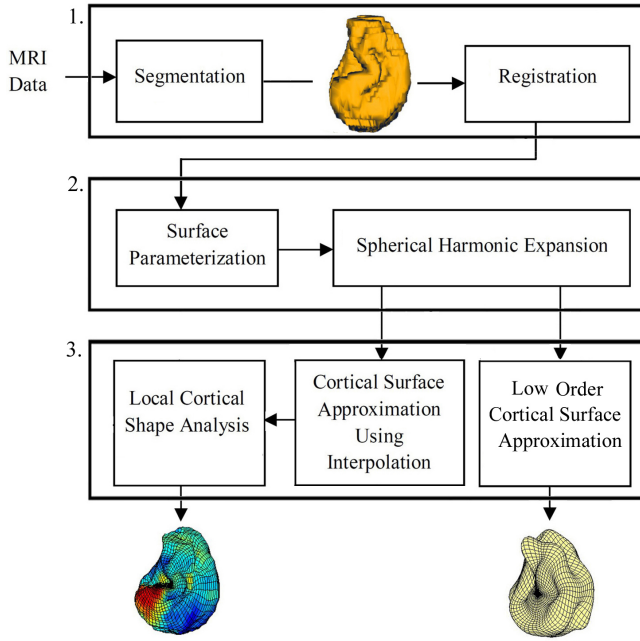 1.
MRI
Data
Segmentation
Registration
2.
Surface
Parameterization
Spherical Harmonic Expansion
3.
Local Cortical
Shape Analysis
Cortical Surface
Approximation
Using
Interpolation
Low Order
Cortical Surface
Approximation